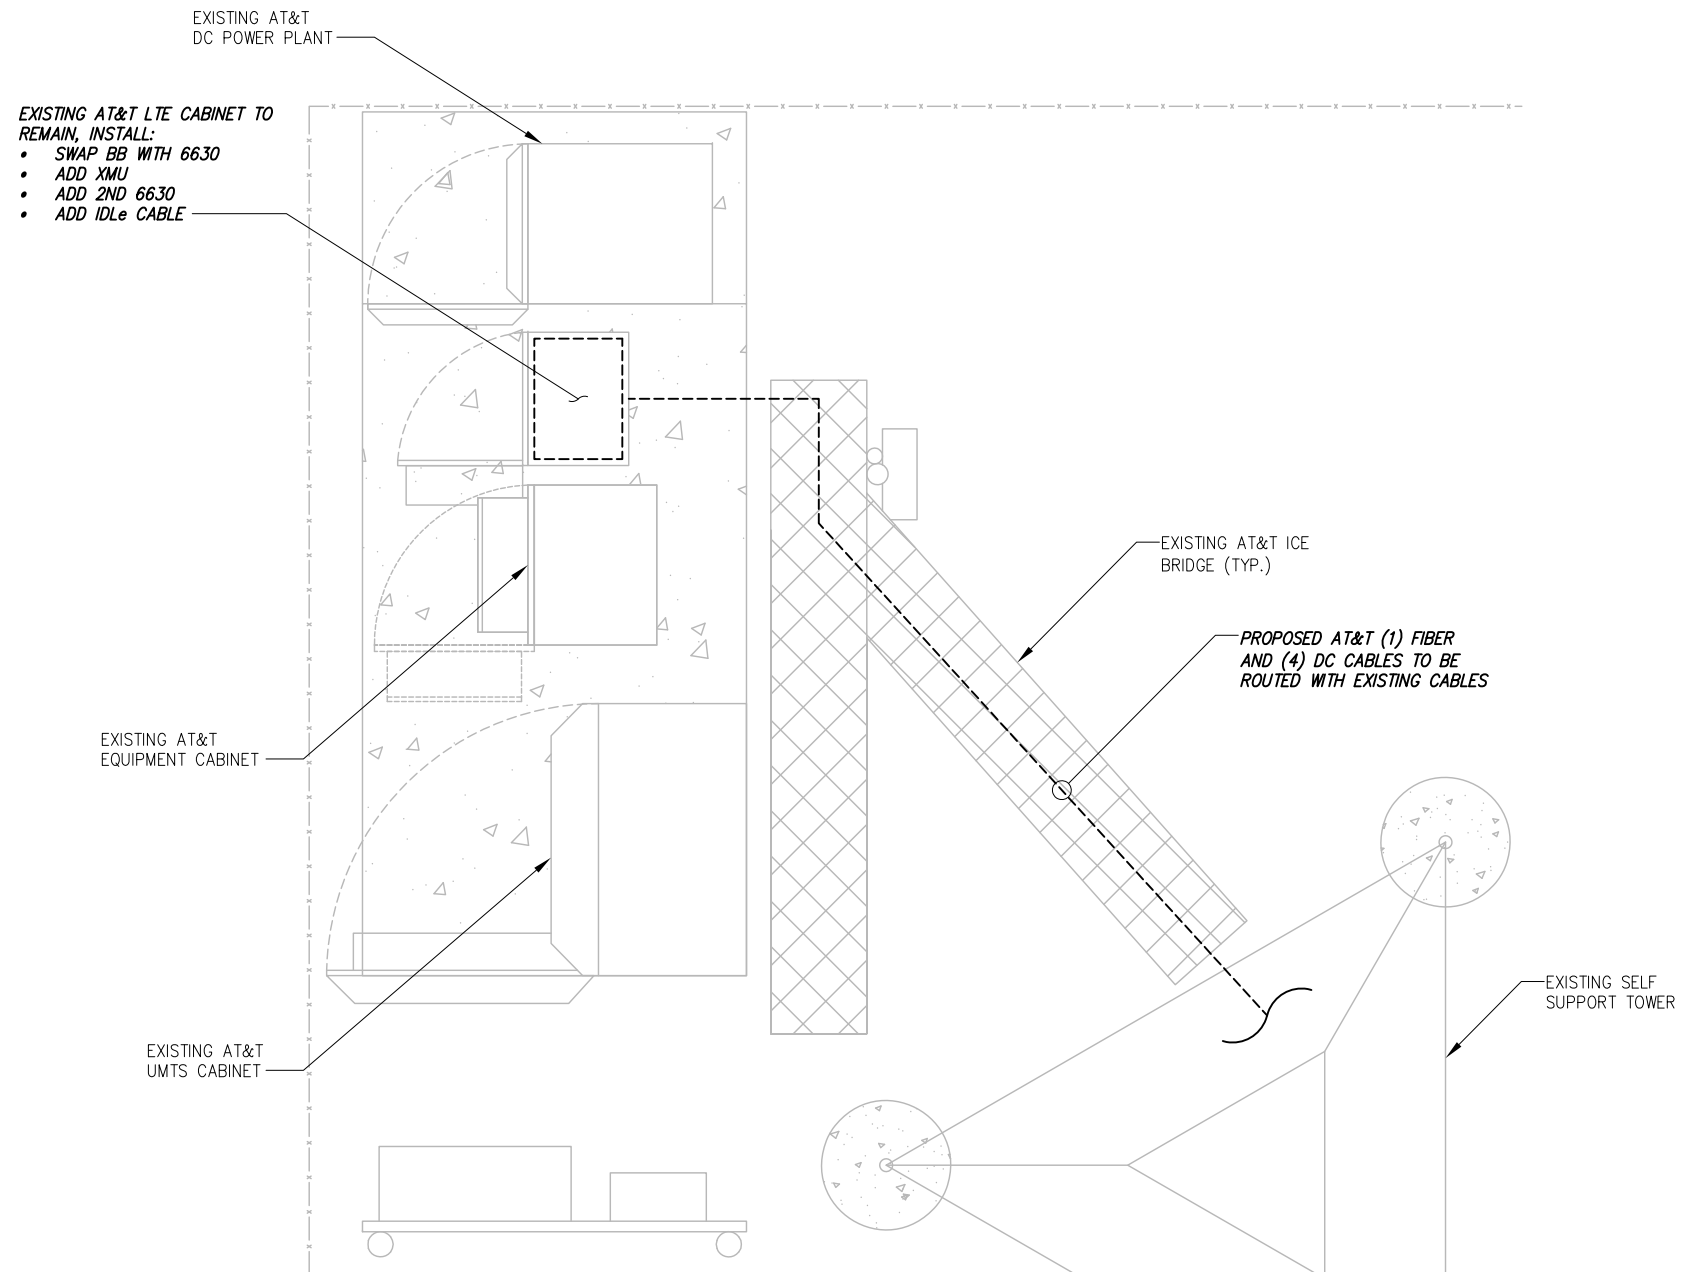 EXISTING AT&T
DC POWER PLANT
EXISTING AT&T LTE CABINET TO
REMAIN, INSTALL:
• SWAP BB WITH 6630
• ADD XMU
• ADD 2ND 6630
• ADD IDLe CABLE
EXISTING AT&T ICE
BRIDGE (TYP.)
PROPOSED AT&T (1) FIBER
AND (4) DC CABLES TO BE
ROUTED WITH EXISTING CABLES
EXISTING AT&T
EQUIPMENT CABINET
EXISTING SELF
SUPPORT TOWER
EXISTING AT&T
UMTS CABINET